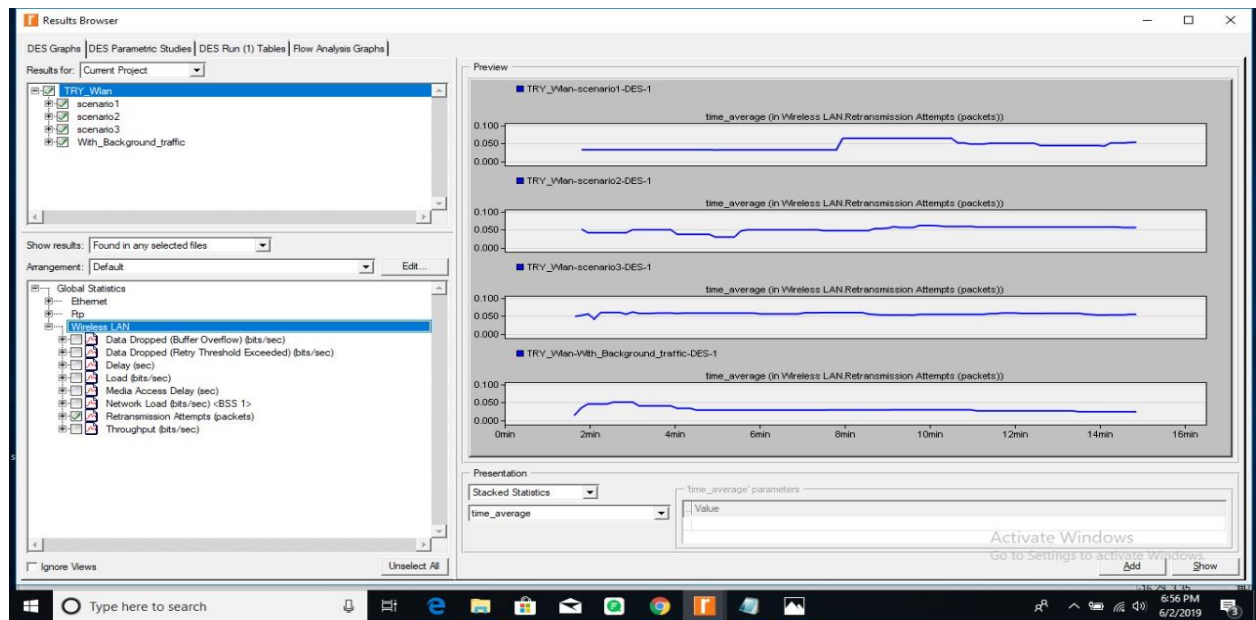 Results Browser
DES Graphs DES Parametric Studies DES Run (1) Tables Flow Analysis Graphs
Results for: Current Project
TRY_Wlan
scenario1
scenario2
scenario3
With_Background_traffic
Show results: Found in any selected files
Arrangement: Default Edit...
Global Statistics
Ethernet
Rtp
Wireless LAN
Data Dropped (Buffer Overflow) (bits/sec)
Data Dropped (Retry Threshold Exceeded) (bits/sec)
Delay (sec)
Load (bits/sec)
Media Access Delay (sec)
Network Load (bits/sec) <BSS 1>
Retransmission Attempts (packets)
Throughput (bits/sec)
Ignore Views Unselect All
Preview
TRY_Wlan-scenario1-DES-1
time_average (in Wireless LAN.Retransmission Attempts (packets))
0.100
0.050
0.000
TRY_Wlan-scenario2-DES-1
time_average (in Wireless LAN.Retransmission Attempts (packets))
0.100
0.050
0.000
TRY_Wlan-scenario3-DES-1
time_average (in Wireless LAN.Retransmission Attempts (packets))
0.100
0.050
0.000
TRY_Wlan-With_Background_traffic-DES-1
time_average (in Wireless LAN.Retransmission Attempts (packets))
0.100
0.050
0.000
0min 2min 4min 6min 8min 10min 12min 14min 16min
Presentation
Stacked Statistics
time_average
'time_average' parameters
Value
Activate Windows
Go to Settings to activate Windows.
Add Show
Type here to search
6:56 PM
6/2/2019